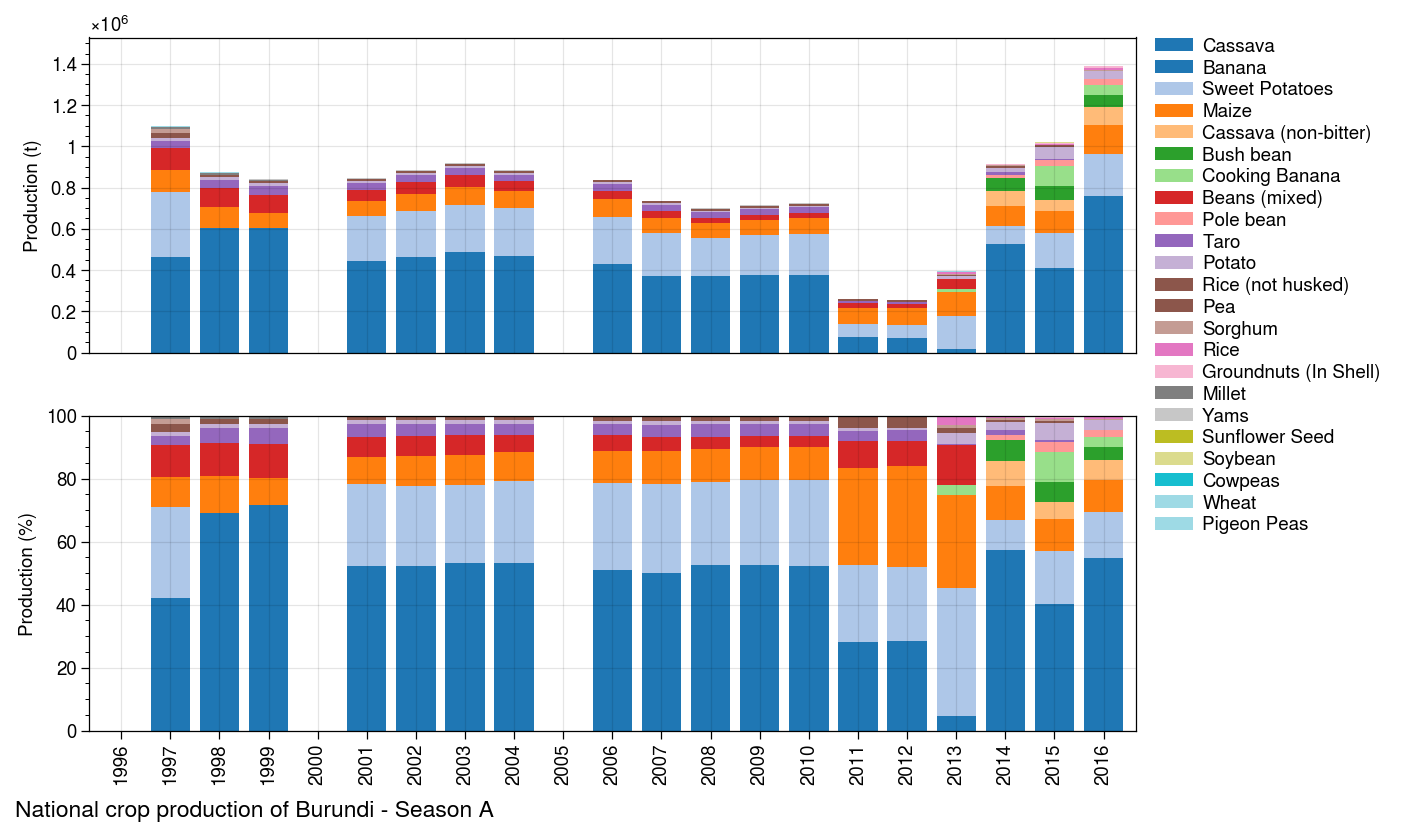 ×10⁶
1.4
1.2
1
0.8
0.6
0.4
0.2
0
Production (t)
Cassava
Banana
Sweet Potatoes
Maize
Cassava (non-bitter)
Bush bean
Cooking Banana
Beans (mixed)
Pole bean
Taro
Potato
Rice (not husked)
Pea
Sorghum
Rice
Groundnuts (In Shell)
Millet
Yams
Sunflower Seed
Soybean
Cowpeas
Wheat
Pigeon Peas
100
80
60
40
20
0
Production (%)
1996
1997
1998
1999
2000
2001
2002
2003
2004
2005
2006
2007
2008
2009
2010
2011
2012
2013
2014
2015
2016
National crop production of Burundi - Season A